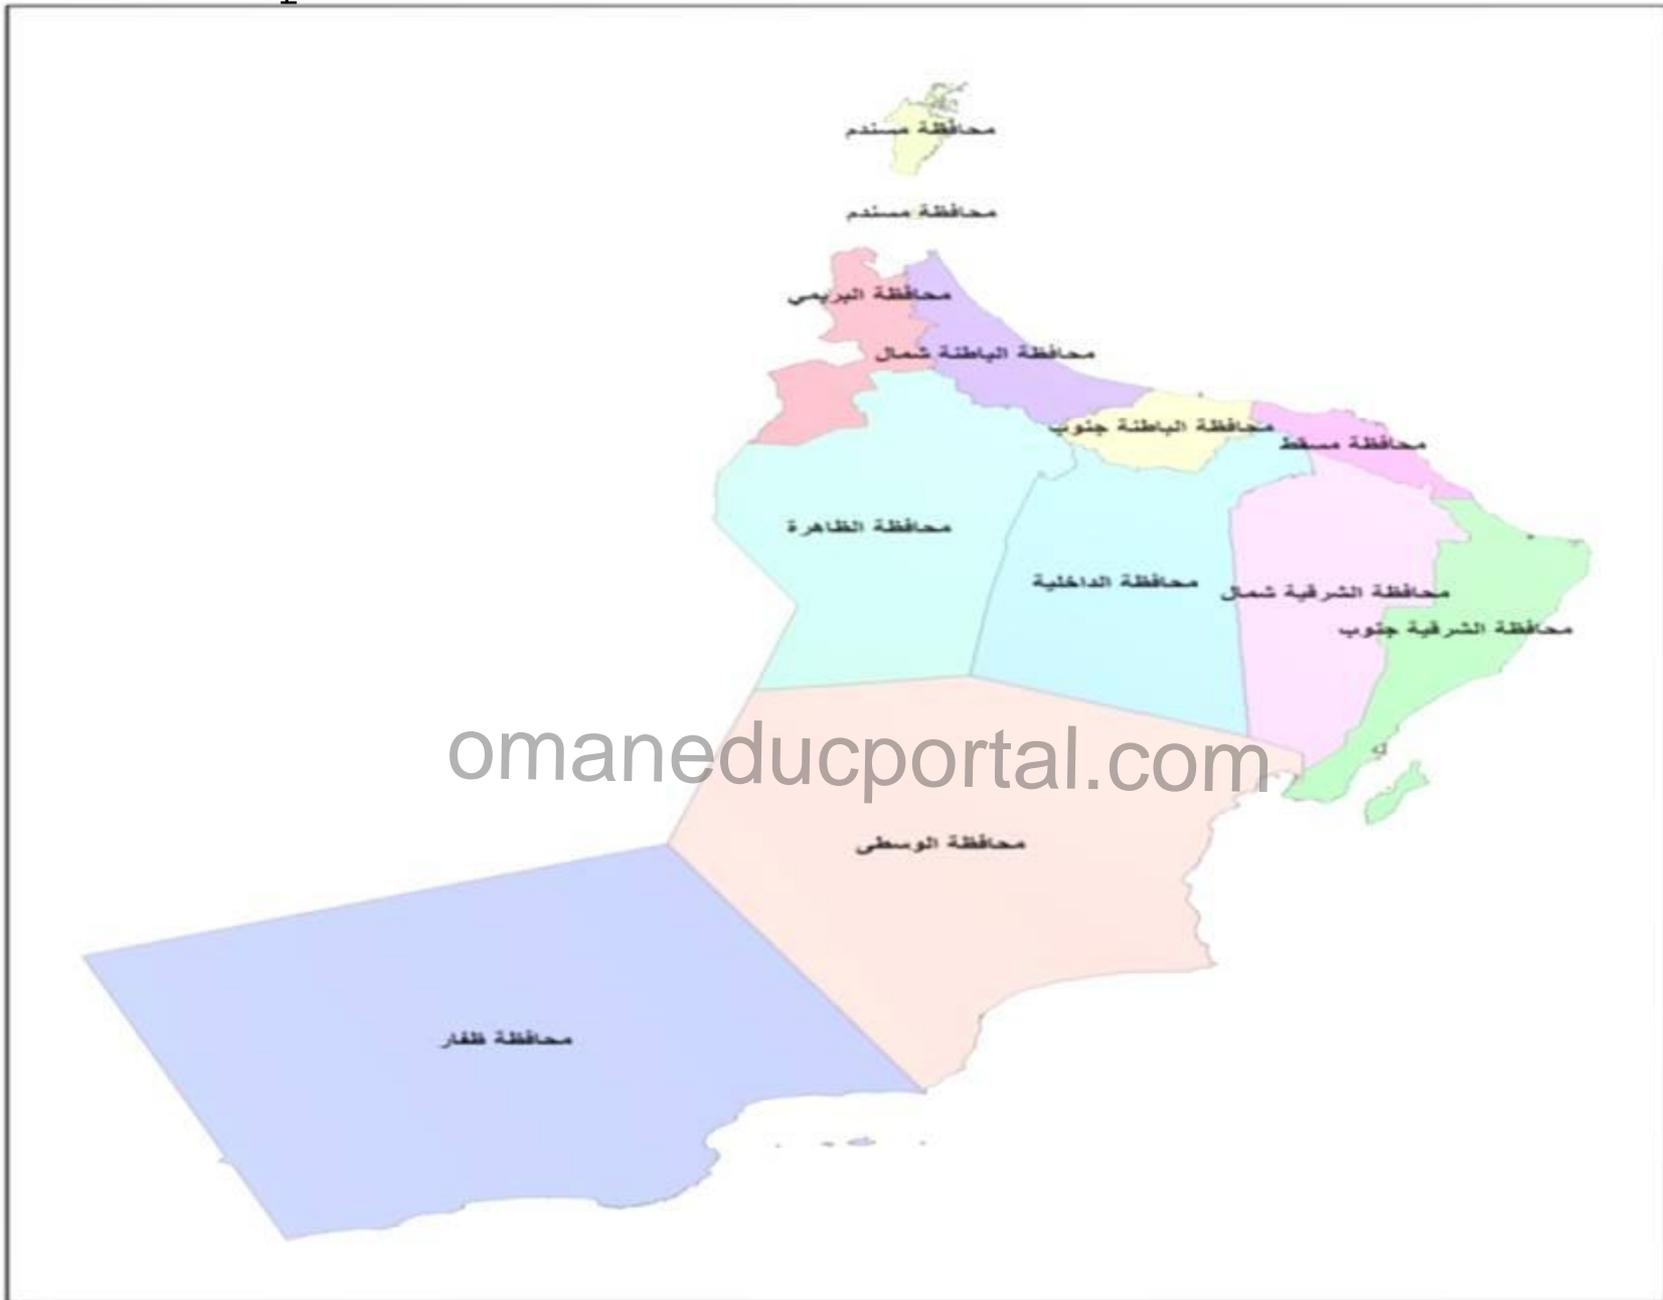 محافظة مسندم
محافظة مسندم
محافظة البريمي
محافظة الباطنة شمال
محافظة الباطنة جنوب
محافظة مسقط
محافظة الظاهرة
محافظة الداخلية
محافظة الشرقية شمال
محافظة الشرقية جنوب
omaneducportal.com
محافظة الوسطى
محافظة ظفار